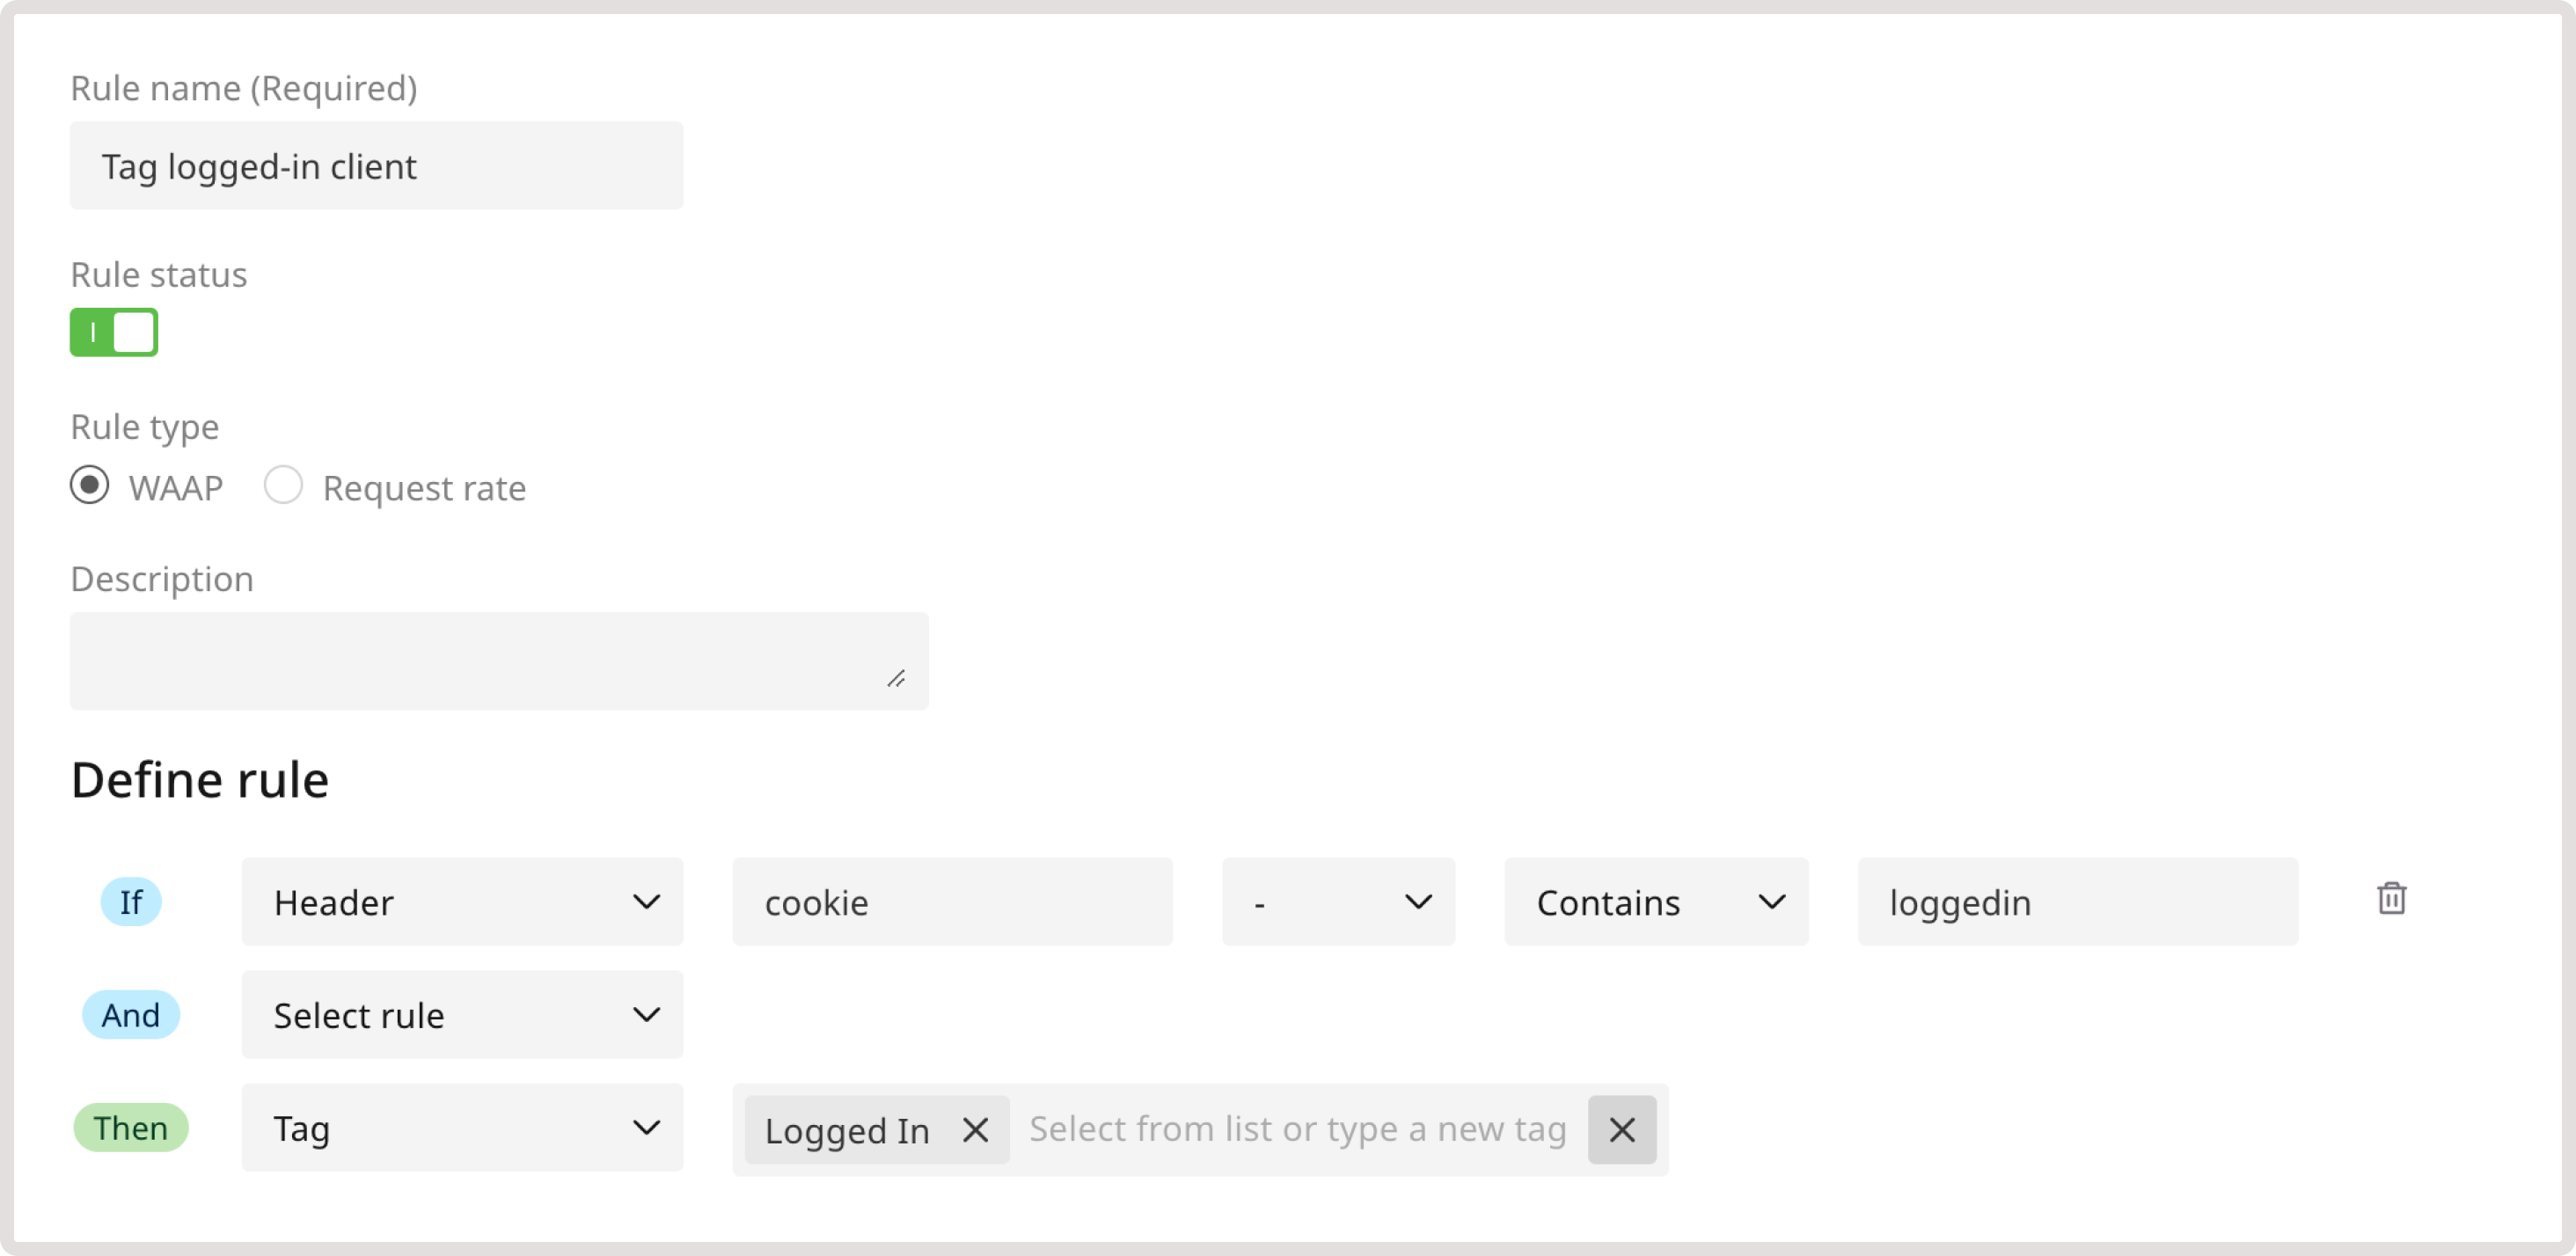 Rule name (Required)
Tag logged-in client
Rule status
Rule type
WAAP Request rate
Description
Define rule
If Header cookie - Contains loggedin
And Select rule
Then Tag Logged In Select from list or type a new tag